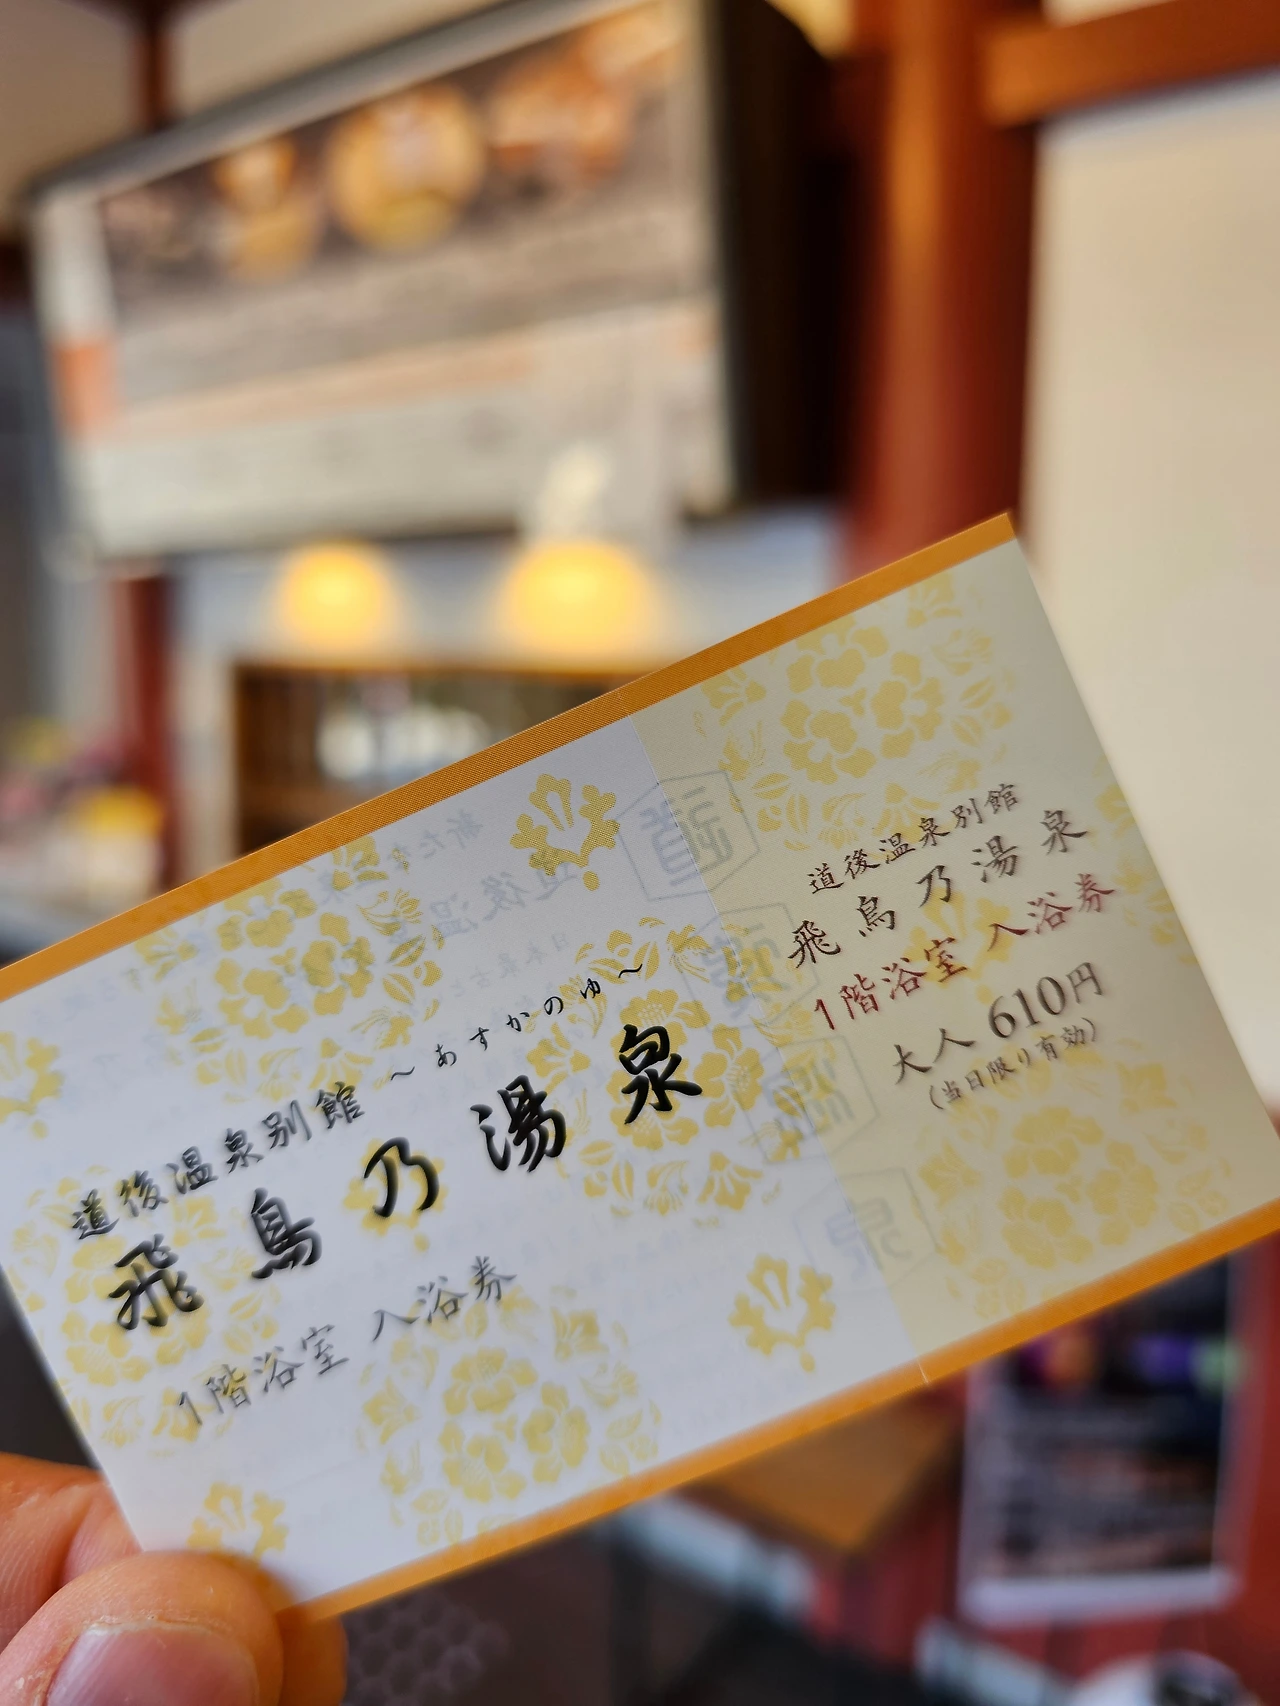 道後温泉別館 ～あすかのゆ～
飛鳥乃湯泉
1階浴室 入浴券
道後温泉別館
飛鳥乃湯泉
1階浴室 入浴券
大人 610円
(当日限り有効)